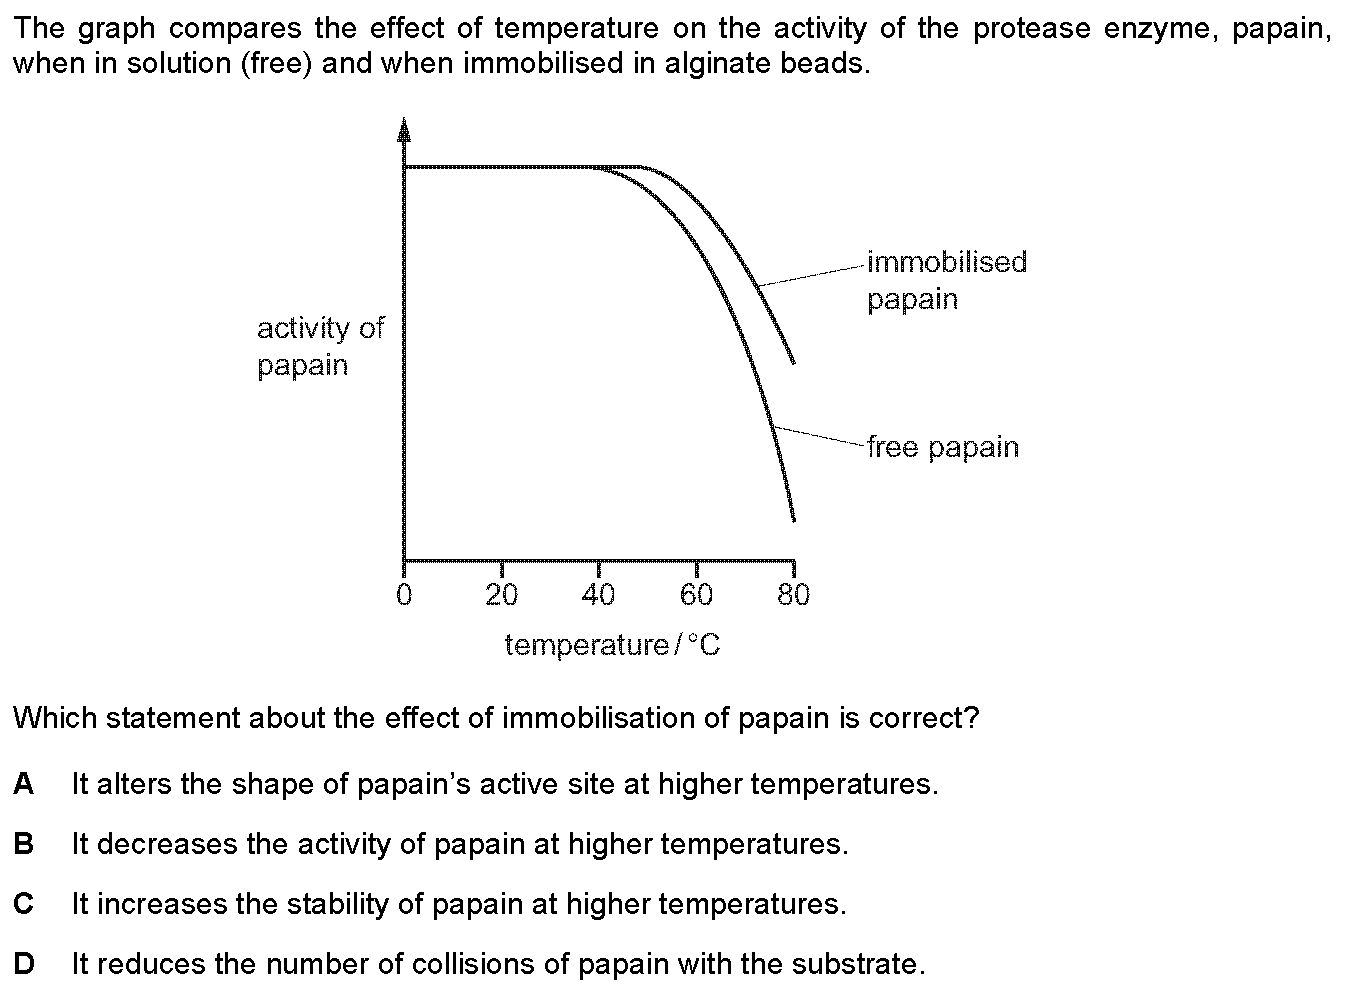 The graph compares the effect of temperature on the activity of the protease enzyme, papain,
when in solution (free) and when immobilised in alginate beads.
immobilised
papain
activity of
papain
free papain
0 20 40 60 80
temperature / °C
Which statement about the effect of immobilisation of papain is correct?
A It alters the shape of papain’s active site at higher temperatures.
B It decreases the activity of papain at higher temperatures.
C It increases the stability of papain at higher temperatures.
D It reduces the number of collisions of papain with the substrate.